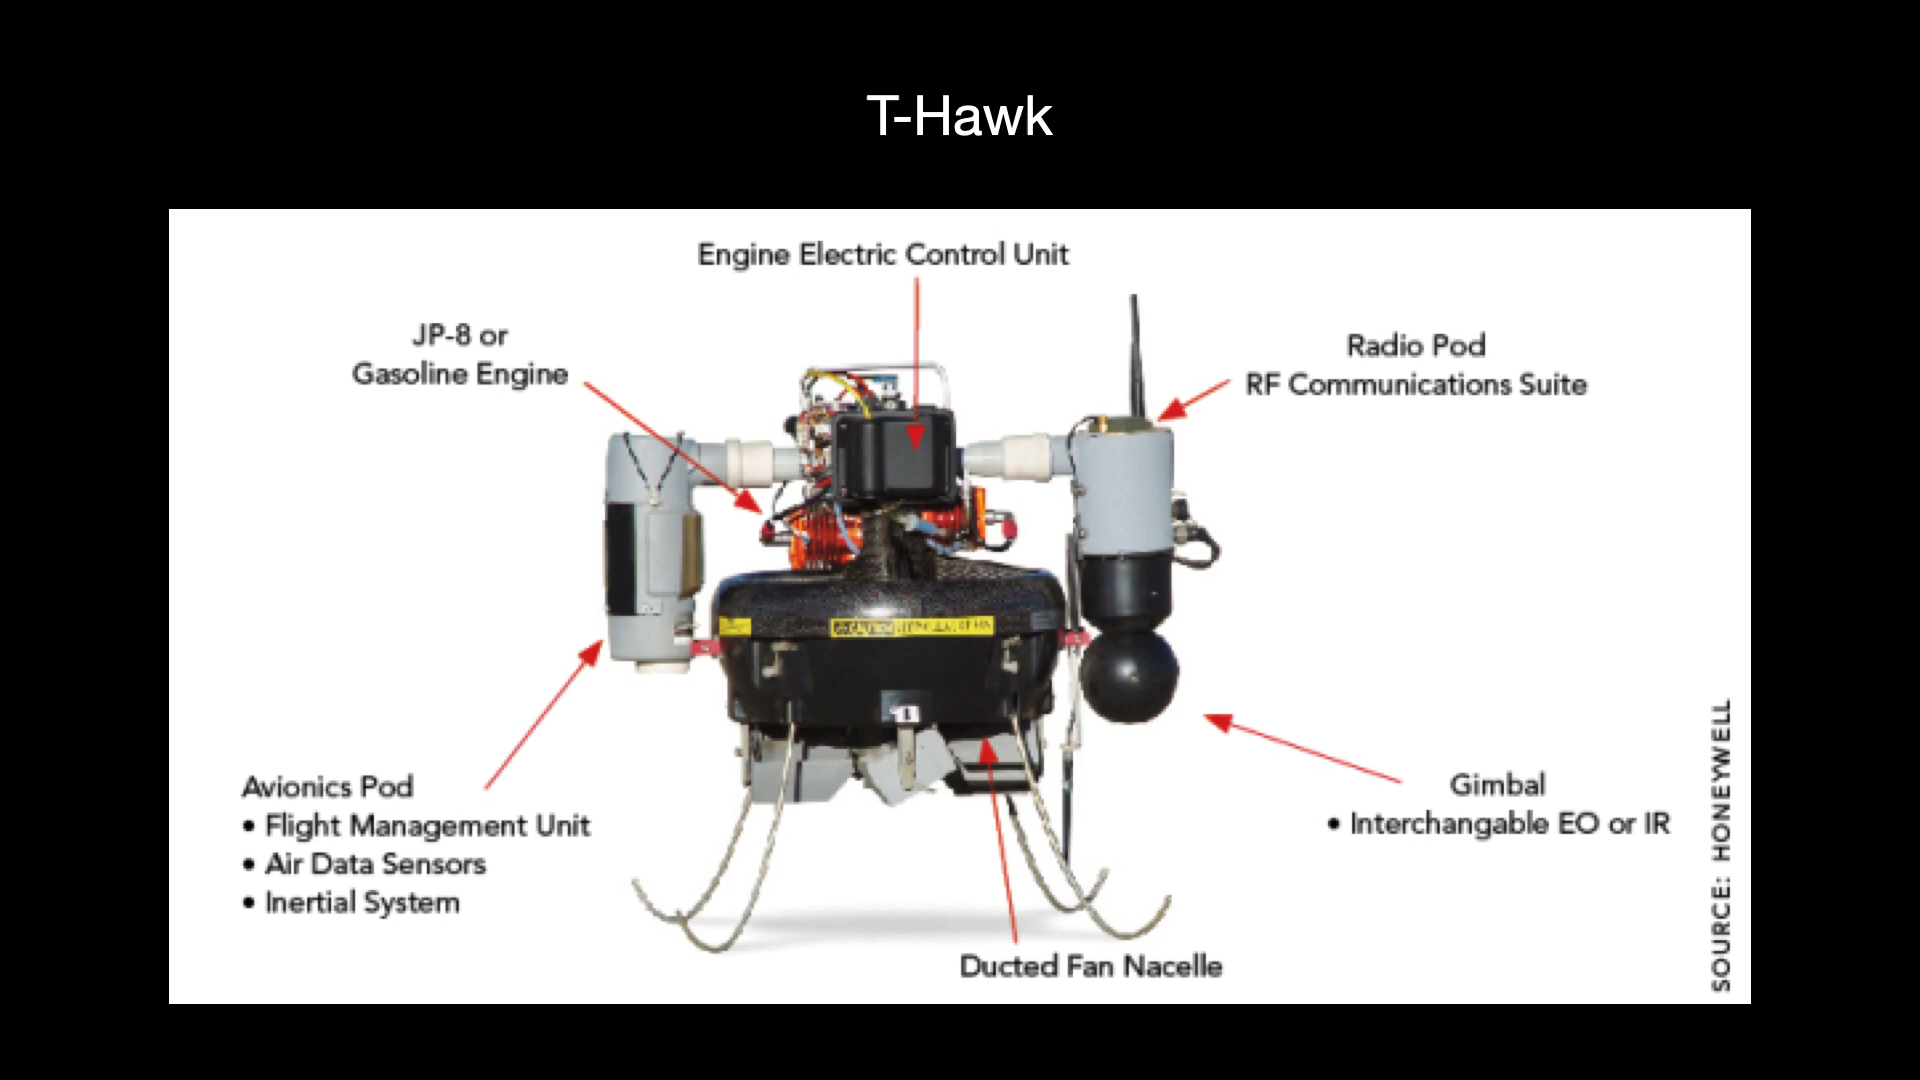 T-Hawk
Engine Electric Control Unit
JP-8 or
Gasoline Engine
Radio Pod
RF Communications Suite
Avionics Pod
• Flight Management Unit
• Air Data Sensors
• Inertial System
Gimbal
• Interchangable EO or IR
Ducted Fan Nacelle
SOURCE: HONEYWELL